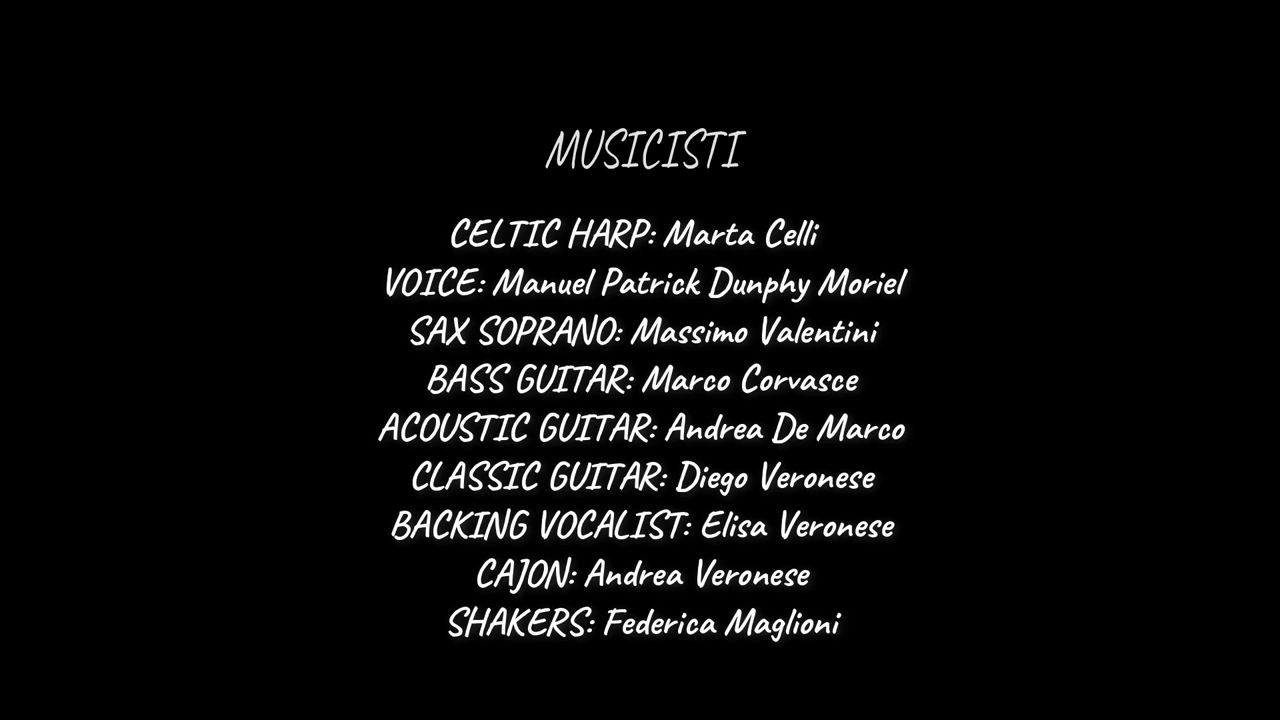 MUSICISTI
CELTIC HARP: Marta Celli
VOICE: Manuel Patrick Dunphy Moriel
SAX SOPRANO: Massimo Valentini
BASS GUITAR: Marco Corvasce
ACOUSTIC GUITAR: Andrea De Marco
CLASSIC GUITAR: Diego Veronese
BACKING VOCALIST: Elisa Veronese
CAJON: Andrea Veronese
SHAKERS: Federica Maglioni